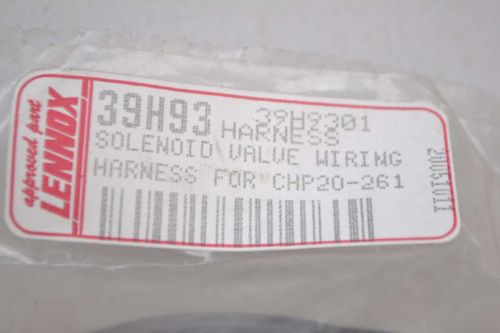 approved part
LENNOX
39H93 39H9301
HARNESS
SOLENOID VALVE WIRING
HARNESS FOR CHP20-261